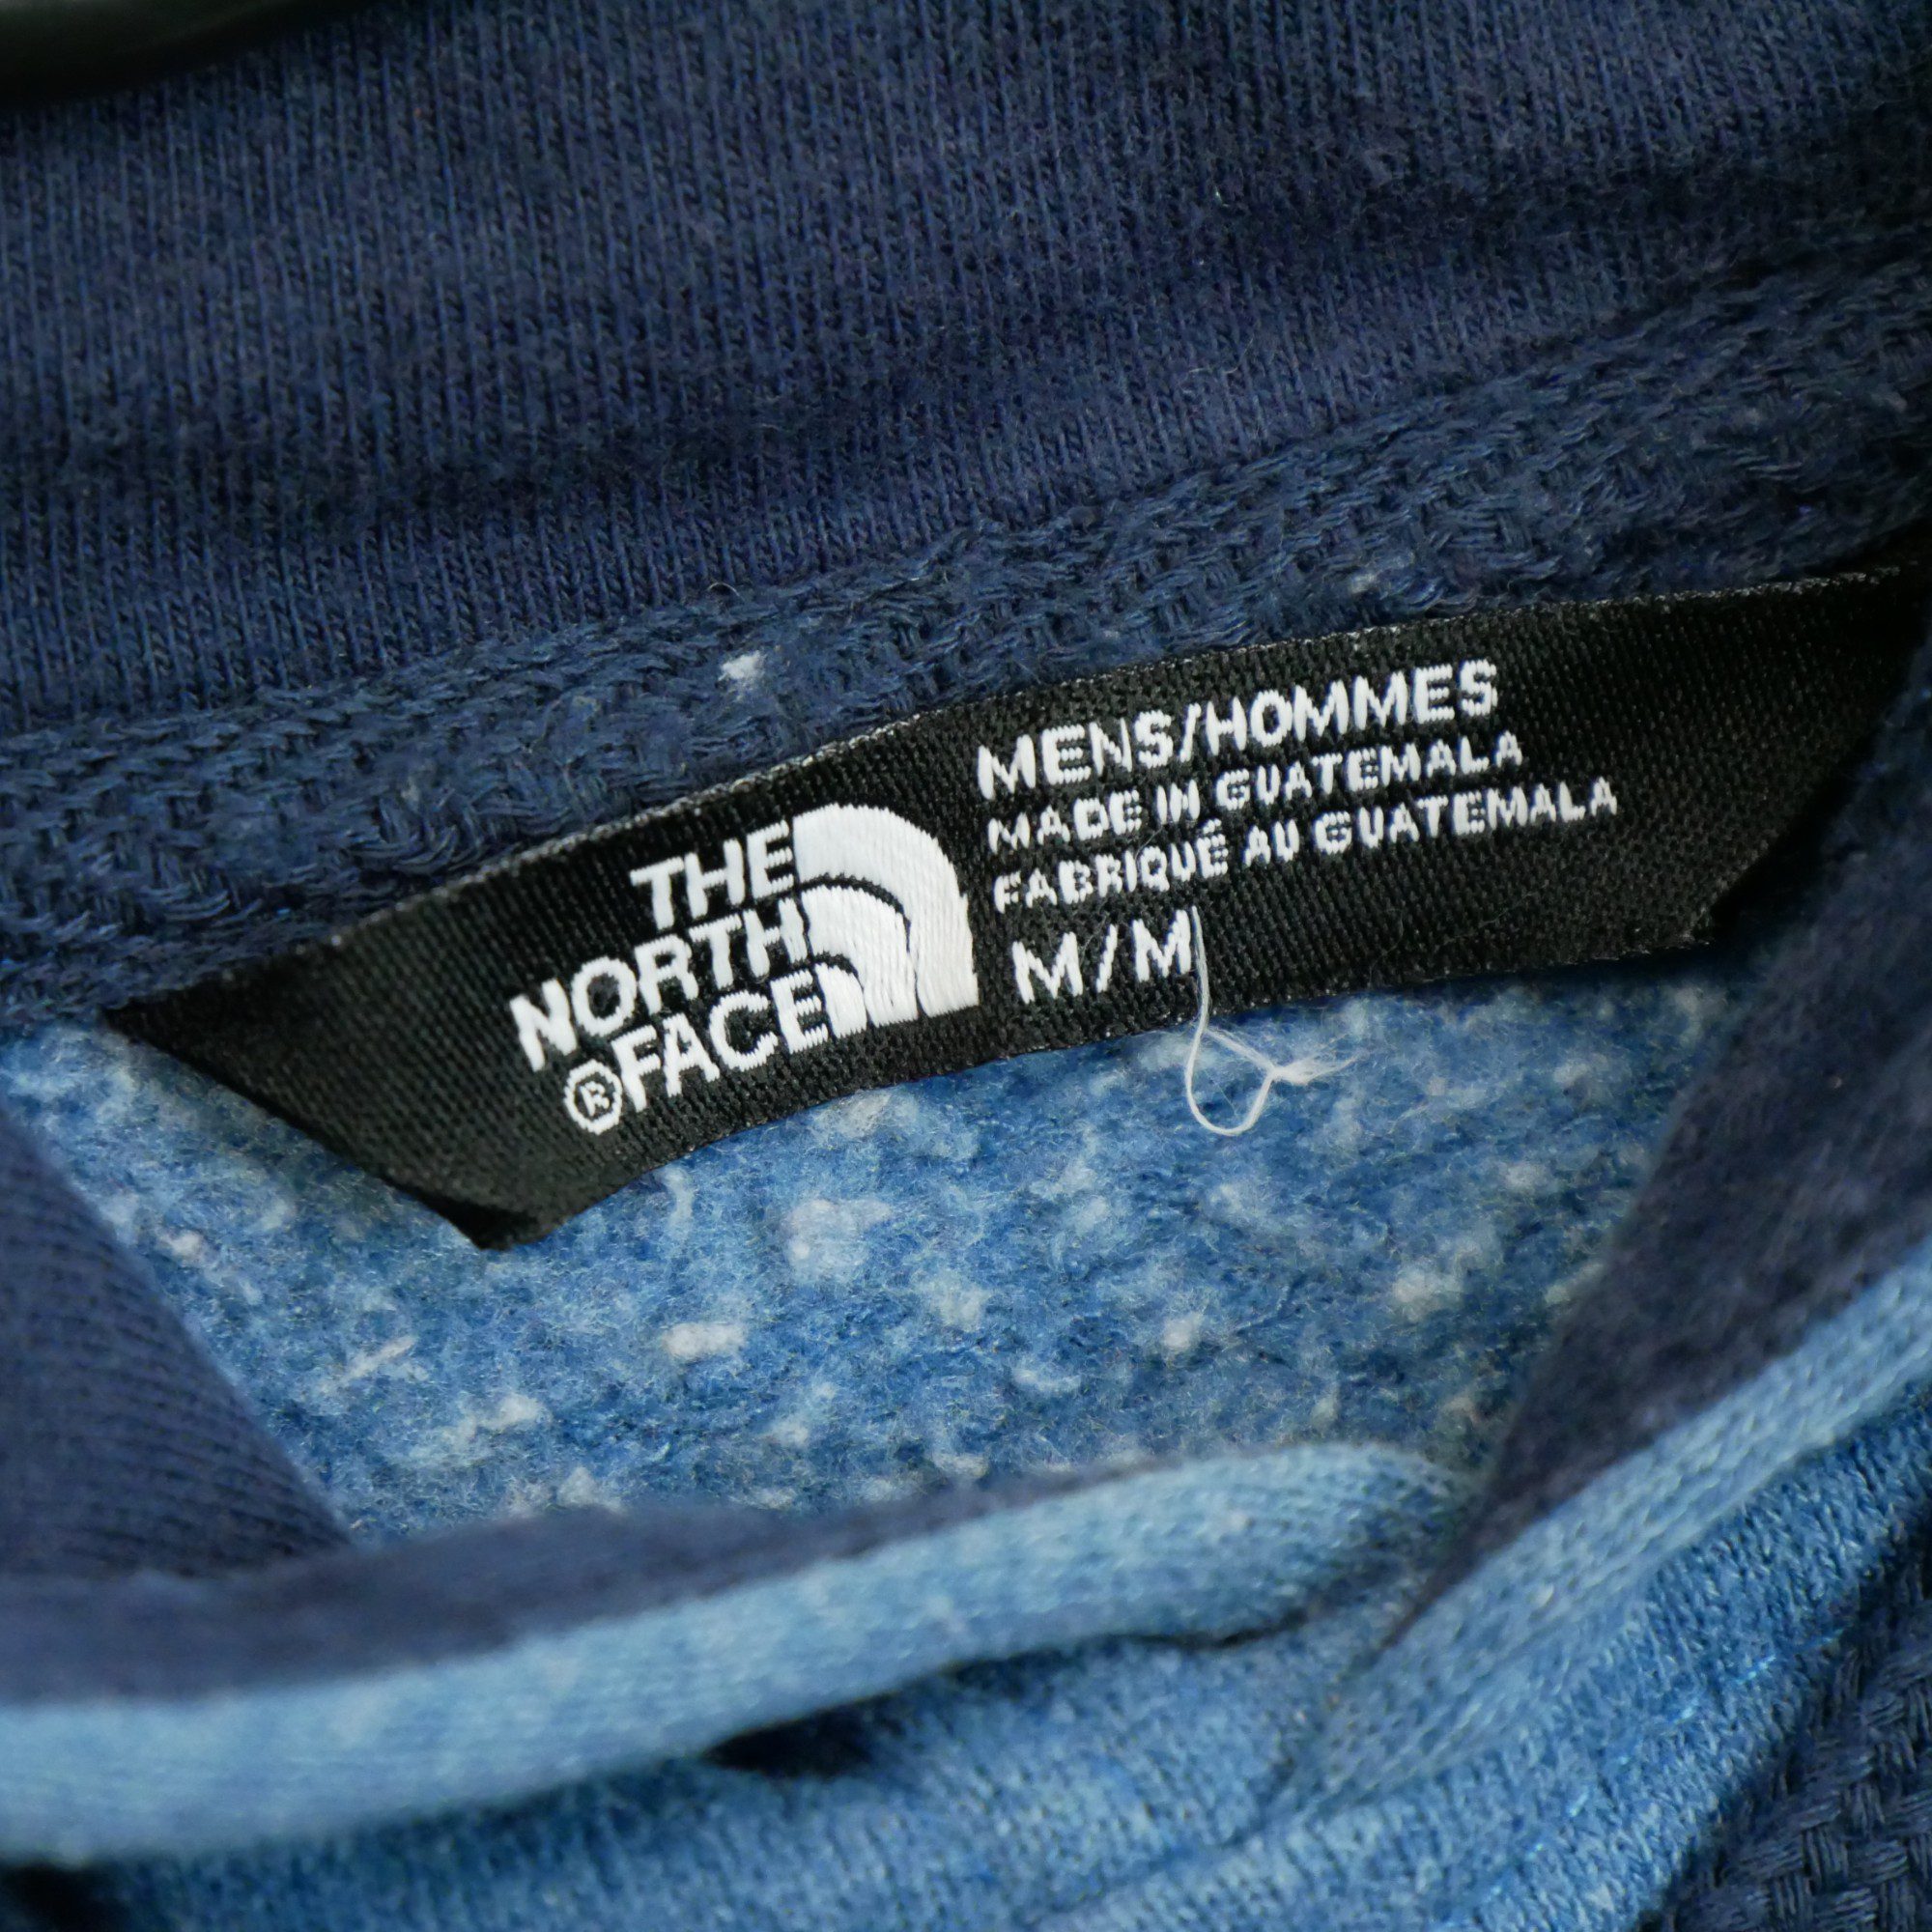 THE
NORTH
®FACE
MENS/HOMMES
MADE IN GUATEMALA
FABRIQUÉ AU GUATEMALA
M/M